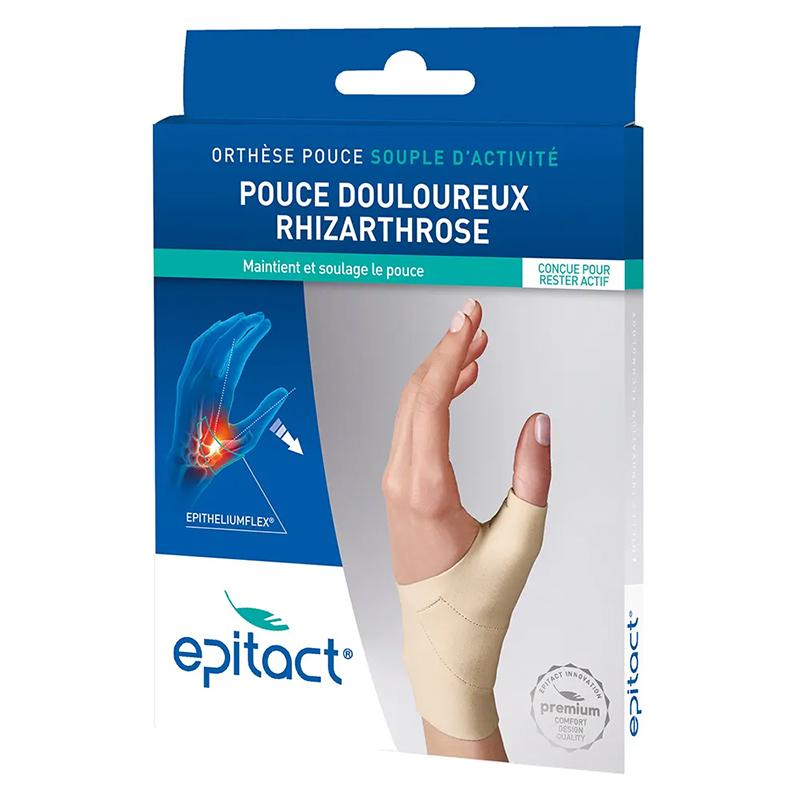 ORTHÈSE POUCE SOUPLE D'ACTIVITÉ
POUCE DOULOUREUX
RHIZARTHROSE
Maintient et soulage le pouce
CONÇUE POUR
RESTER ACTIF
EPITHELIUMFLEX®
epitact®
EPITACT INNOVATION
premium
COMFORT
DESIGN
QUALITY
epitact®